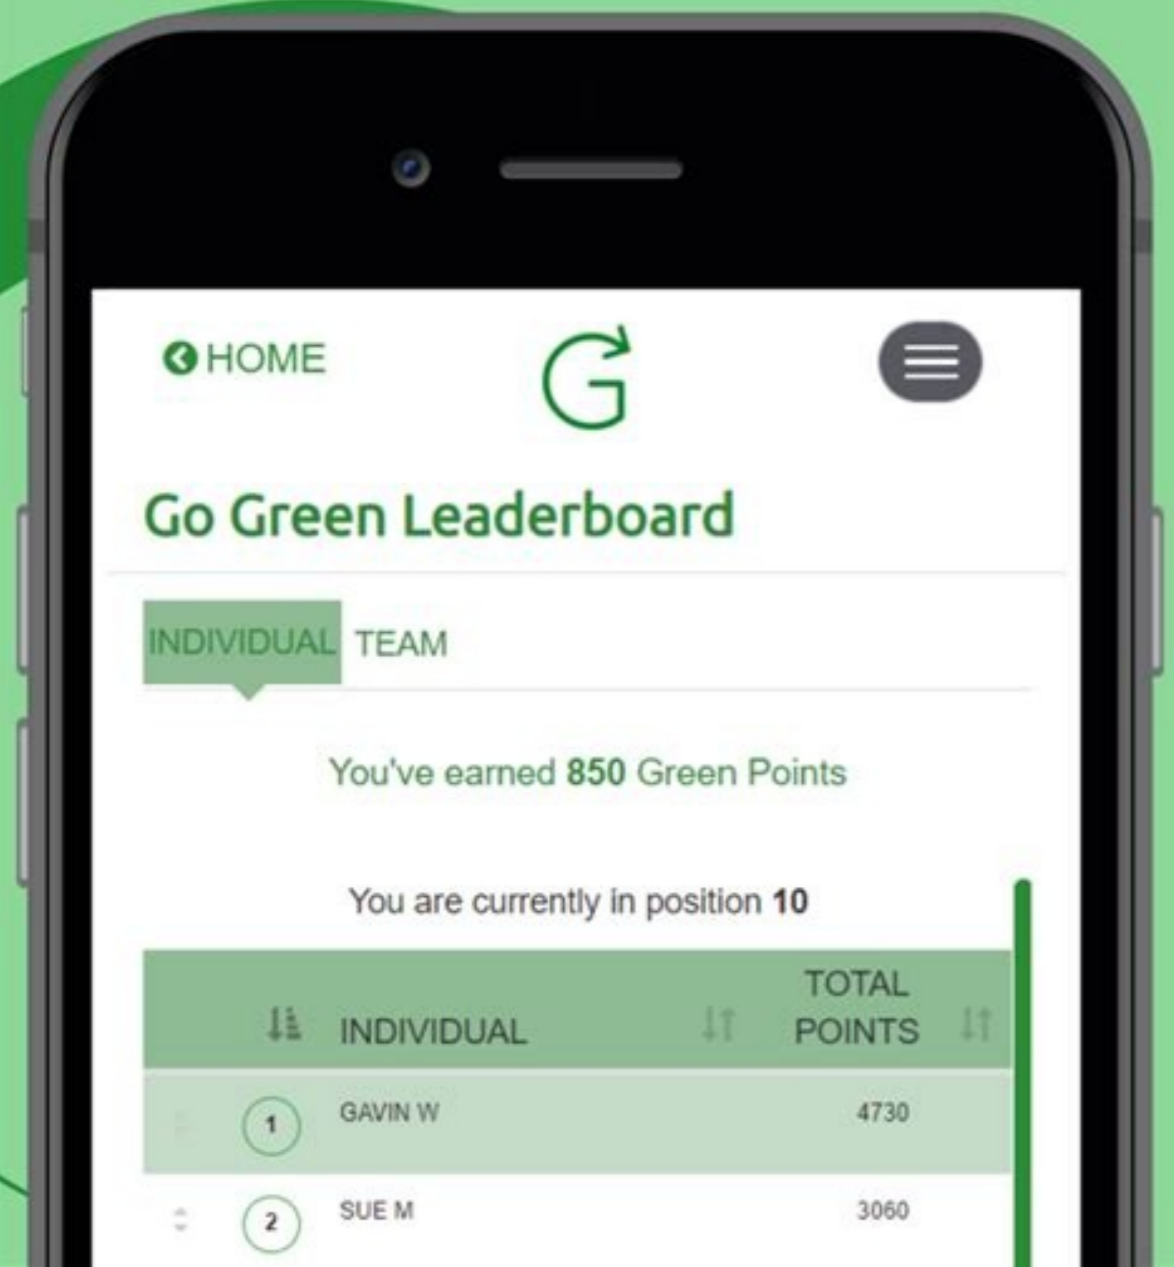 HOME
G
Go Green Leaderboard
INDIVIDUAL TEAM
You've earned 850 Green Points
You are currently in position 10
INDIVIDUAL
TOTAL
POINTS
1 GAVIN W 4730
2 SUE M 3060